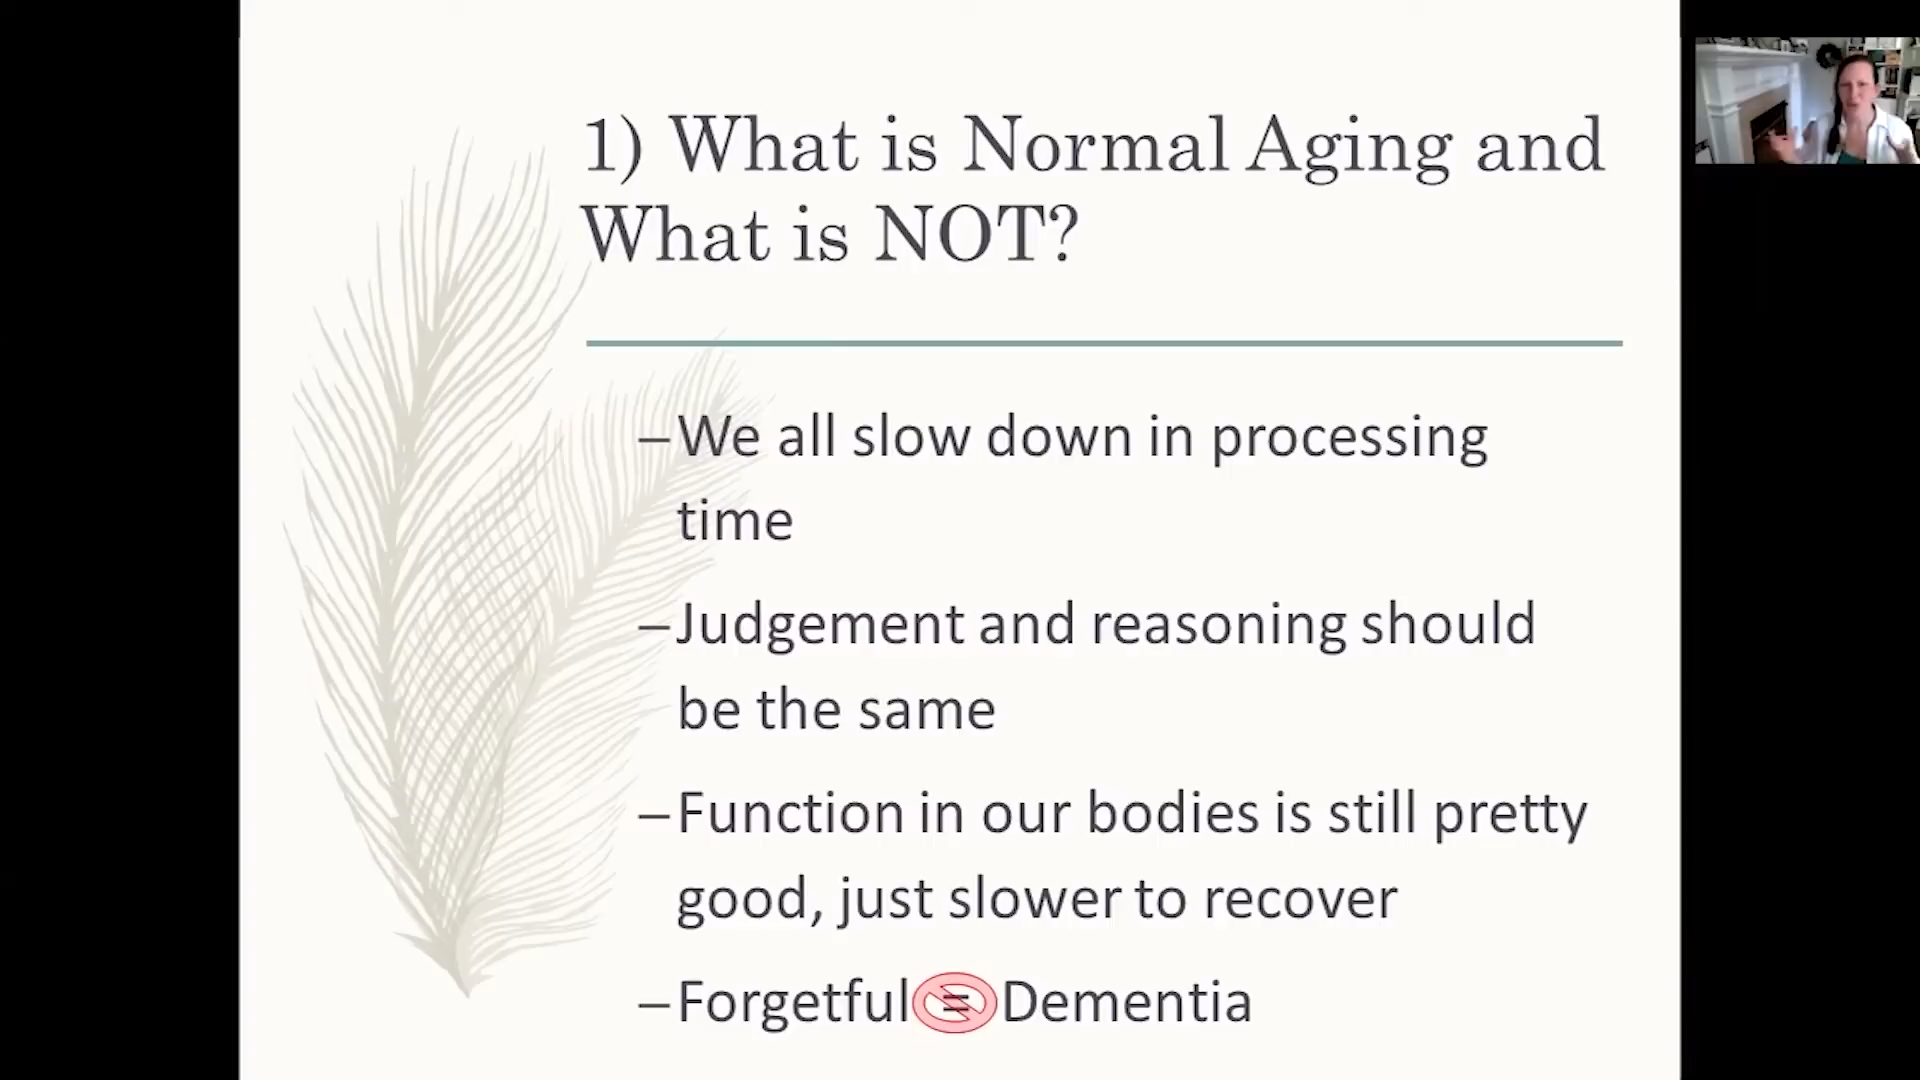 1) What is Normal Aging and
What is NOT?
–We all slow down in processing
time
–Judgement and reasoning should
be the same
–Function in our bodies is still pretty
good, just slower to recover
–Forgetful = Dementia